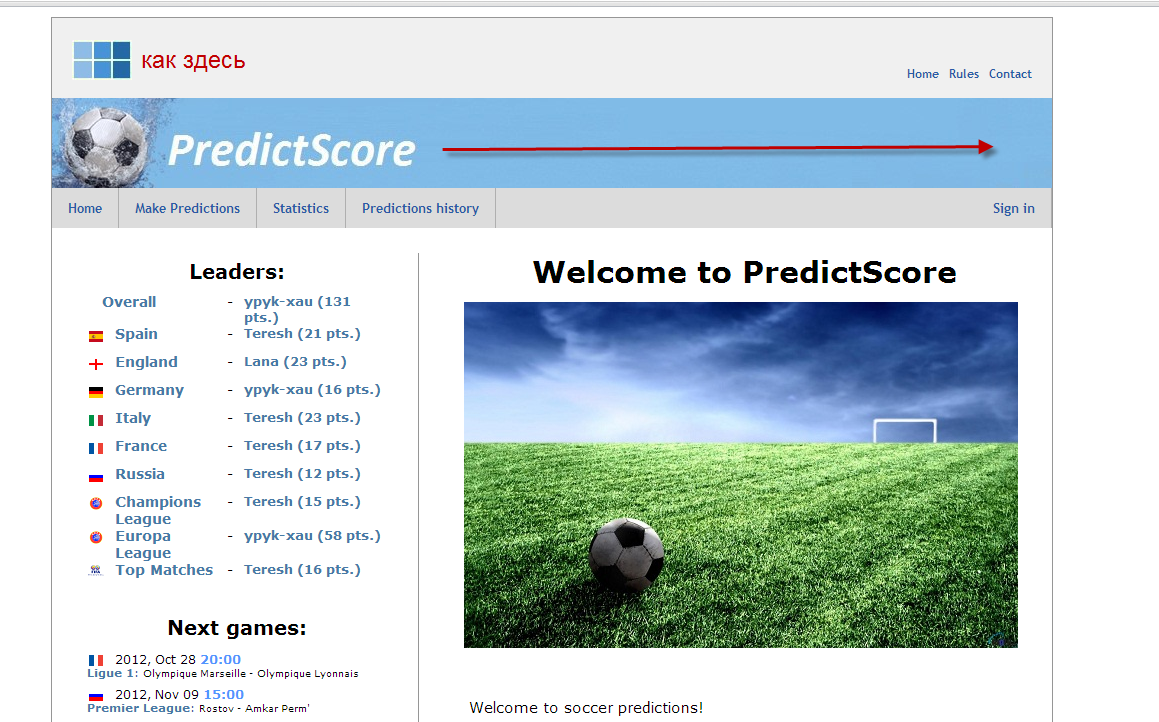 как здесь
Home Rules Contact
PredictScore
Home Make Predictions Statistics Predictions history Sign in
Leaders:
Overall - ypyk-xau (131
pts.)
Spain - Teresh (21 pts.)
England - Lana (23 pts.)
Germany - ypyk-xau (16 pts.)
Italy - Teresh (23 pts.)
France - Teresh (17 pts.)
Russia - Teresh (12 pts.)
Champions - Teresh (15 pts.)
League
Europa - ypyk-xau (58 pts.)
League
Top Matches - Teresh (16 pts.)
Next games:
2012, Oct 28 20:00
Ligue 1: Olympique Marseille - Olympique Lyonnais
2012, Nov 09 15:00
Premier League: Rostov - Amkar Perm'
Welcome to PredictScore
Welcome to soccer predictions!